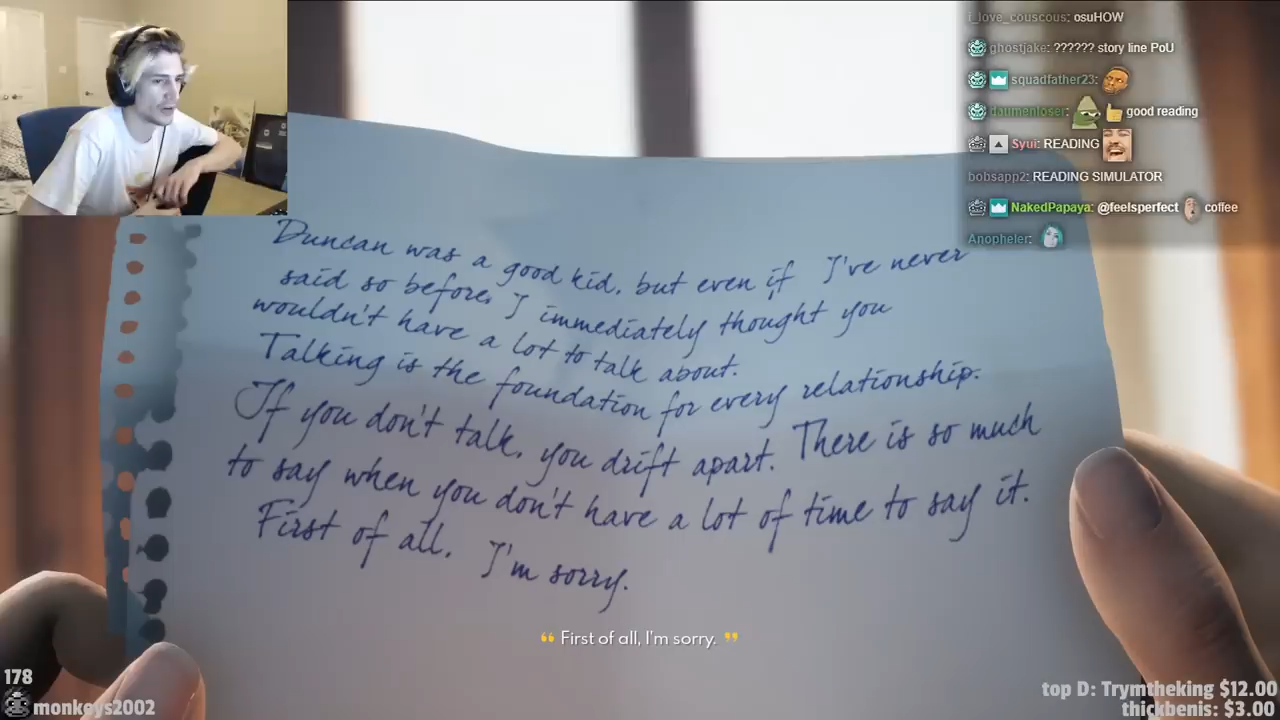 i_love_couscous: osuHOW
ghostjake: ?????? story line PoU
squadfather23:
daumenloser: good reading
Syui: READING
bobsapp2: READING SIMULATOR
NakedPapaya: @feelsperfect coffee
Anopheler:
Duncan was a good kid, but even if I've never
said so before, I immediately thought you
wouldn't have a lot to talk about.
Talking is the foundation for every relationship.
If you don't talk, you drift apart. There is so much
to say when you don't have a lot of time to say it.
First of all, I'm sorry.
" First of all, I'm sorry. "
178
monkeys2002
top D: Trymtheking $12.00
thickbenis: $3.00